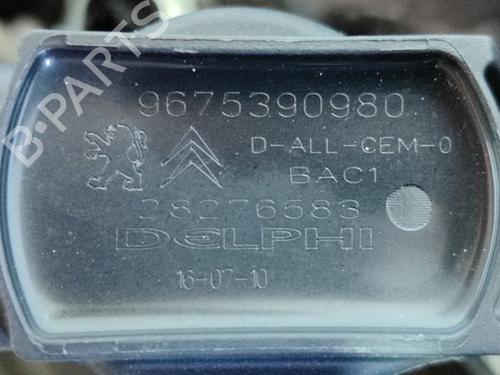 B-PARTS
9675390980
D-ALL-CEM-0
BAC1
28276583
DELPHI
16-07-10